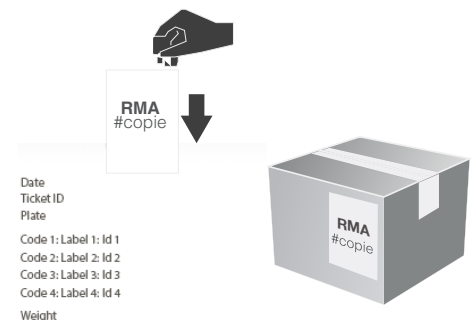 RMA
#copie
Date
Ticket ID
Plate
Code 1: Label 1: Id 1
Code 2: Label 2: Id 2
Code 3: Label 3: Id 3
Code 4: Label 4: Id 4
Weight
RMA
#copie